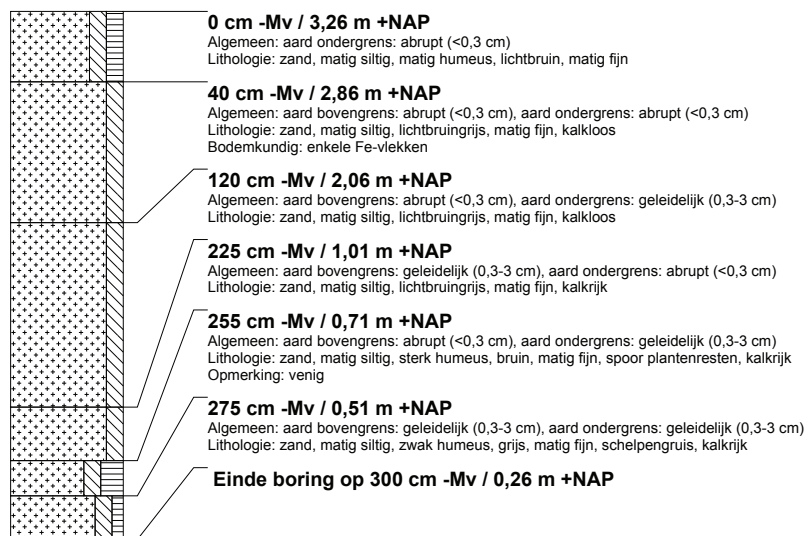 0 cm -Mv / 3,26 m +NAP
Algemeen: aard ondergrens: abrupt (<0,3 cm)
Lithologie: zand, matig siltig, matig humeus, lichtbruin, matig fijn
40 cm -Mv / 2,86 m +NAP
Algemeen: aard bovengrens: abrupt (<0,3 cm), aard ondergrens: abrupt (<0,3 cm)
Lithologie: zand, matig siltig, lichtbruingrijs, matig fijn, kalkloos
Bodemkundig: enkele Fe-vlekken
120 cm -Mv / 2,06 m +NAP
Algemeen: aard bovengrens: abrupt (<0,3 cm), aard ondergrens: geleidelijk (0,3-3 cm)
Lithologie: zand, matig siltig, lichtbruingrijs, matig fijn, kalkloos
225 cm -Mv / 1,01 m +NAP
Algemeen: aard bovengrens: geleidelijk (0,3-3 cm), aard ondergrens: abrupt (<0,3 cm)
Lithologie: zand, matig siltig, lichtbruingrijs, matig fijn, kalkrijk
255 cm -Mv / 0,71 m +NAP
Algemeen: aard bovengrens: abrupt (<0,3 cm), aard ondergrens: geleidelijk (0,3-3 cm)
Lithologie: zand, matig siltig, sterk humeus, bruin, matig fijn, spoor plantenresten, kalkrijk
Opmerking: venig
275 cm -Mv / 0,51 m +NAP
Algemeen: aard bovengrens: geleidelijk (0,3-3 cm), aard ondergrens: geleidelijk (0,3-3 cm)
Lithologie: zand, matig siltig, zwak humeus, grijs, matig fijn, schelpengruis, kalkrijk
Einde boring op 300 cm -Mv / 0,26 m +NAP